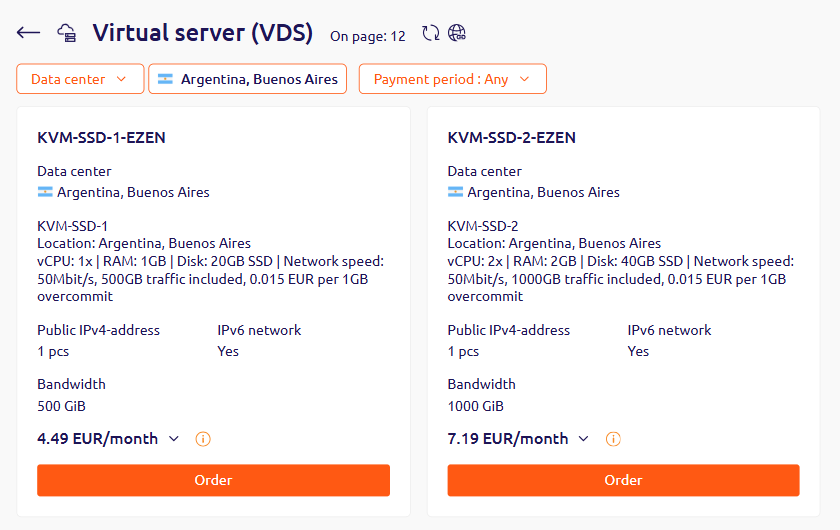 Virtual server (VDS)
On page: 12
Data center
Argentina, Buenos Aires
Payment period : Any
KVM-SSD-1-EZEN
Data center
Argentina, Buenos Aires
KVM-SSD-1
Location: Argentina, Buenos Aires
vCPU: 1x | RAM: 1GB | Disk: 20GB SSD | Network speed:
50Mbit/s, 500GB traffic included, 0.015 EUR per 1GB
overcommit
Public IPv4-address
IPv6 network
1 pcs
Yes
Bandwidth
500 GiB
4.49 EUR/month
Order
KVM-SSD-2-EZEN
Data center
Argentina, Buenos Aires
KVM-SSD-2
Location: Argentina, Buenos Aires
vCPU: 2x | RAM: 2GB | Disk: 40GB SSD | Network speed:
50Mbit/s, 1000GB traffic included, 0.015 EUR per 1GB
overcommit
Public IPv4-address
IPv6 network
1 pcs
Yes
Bandwidth
1000 GiB
7.19 EUR/month
Order